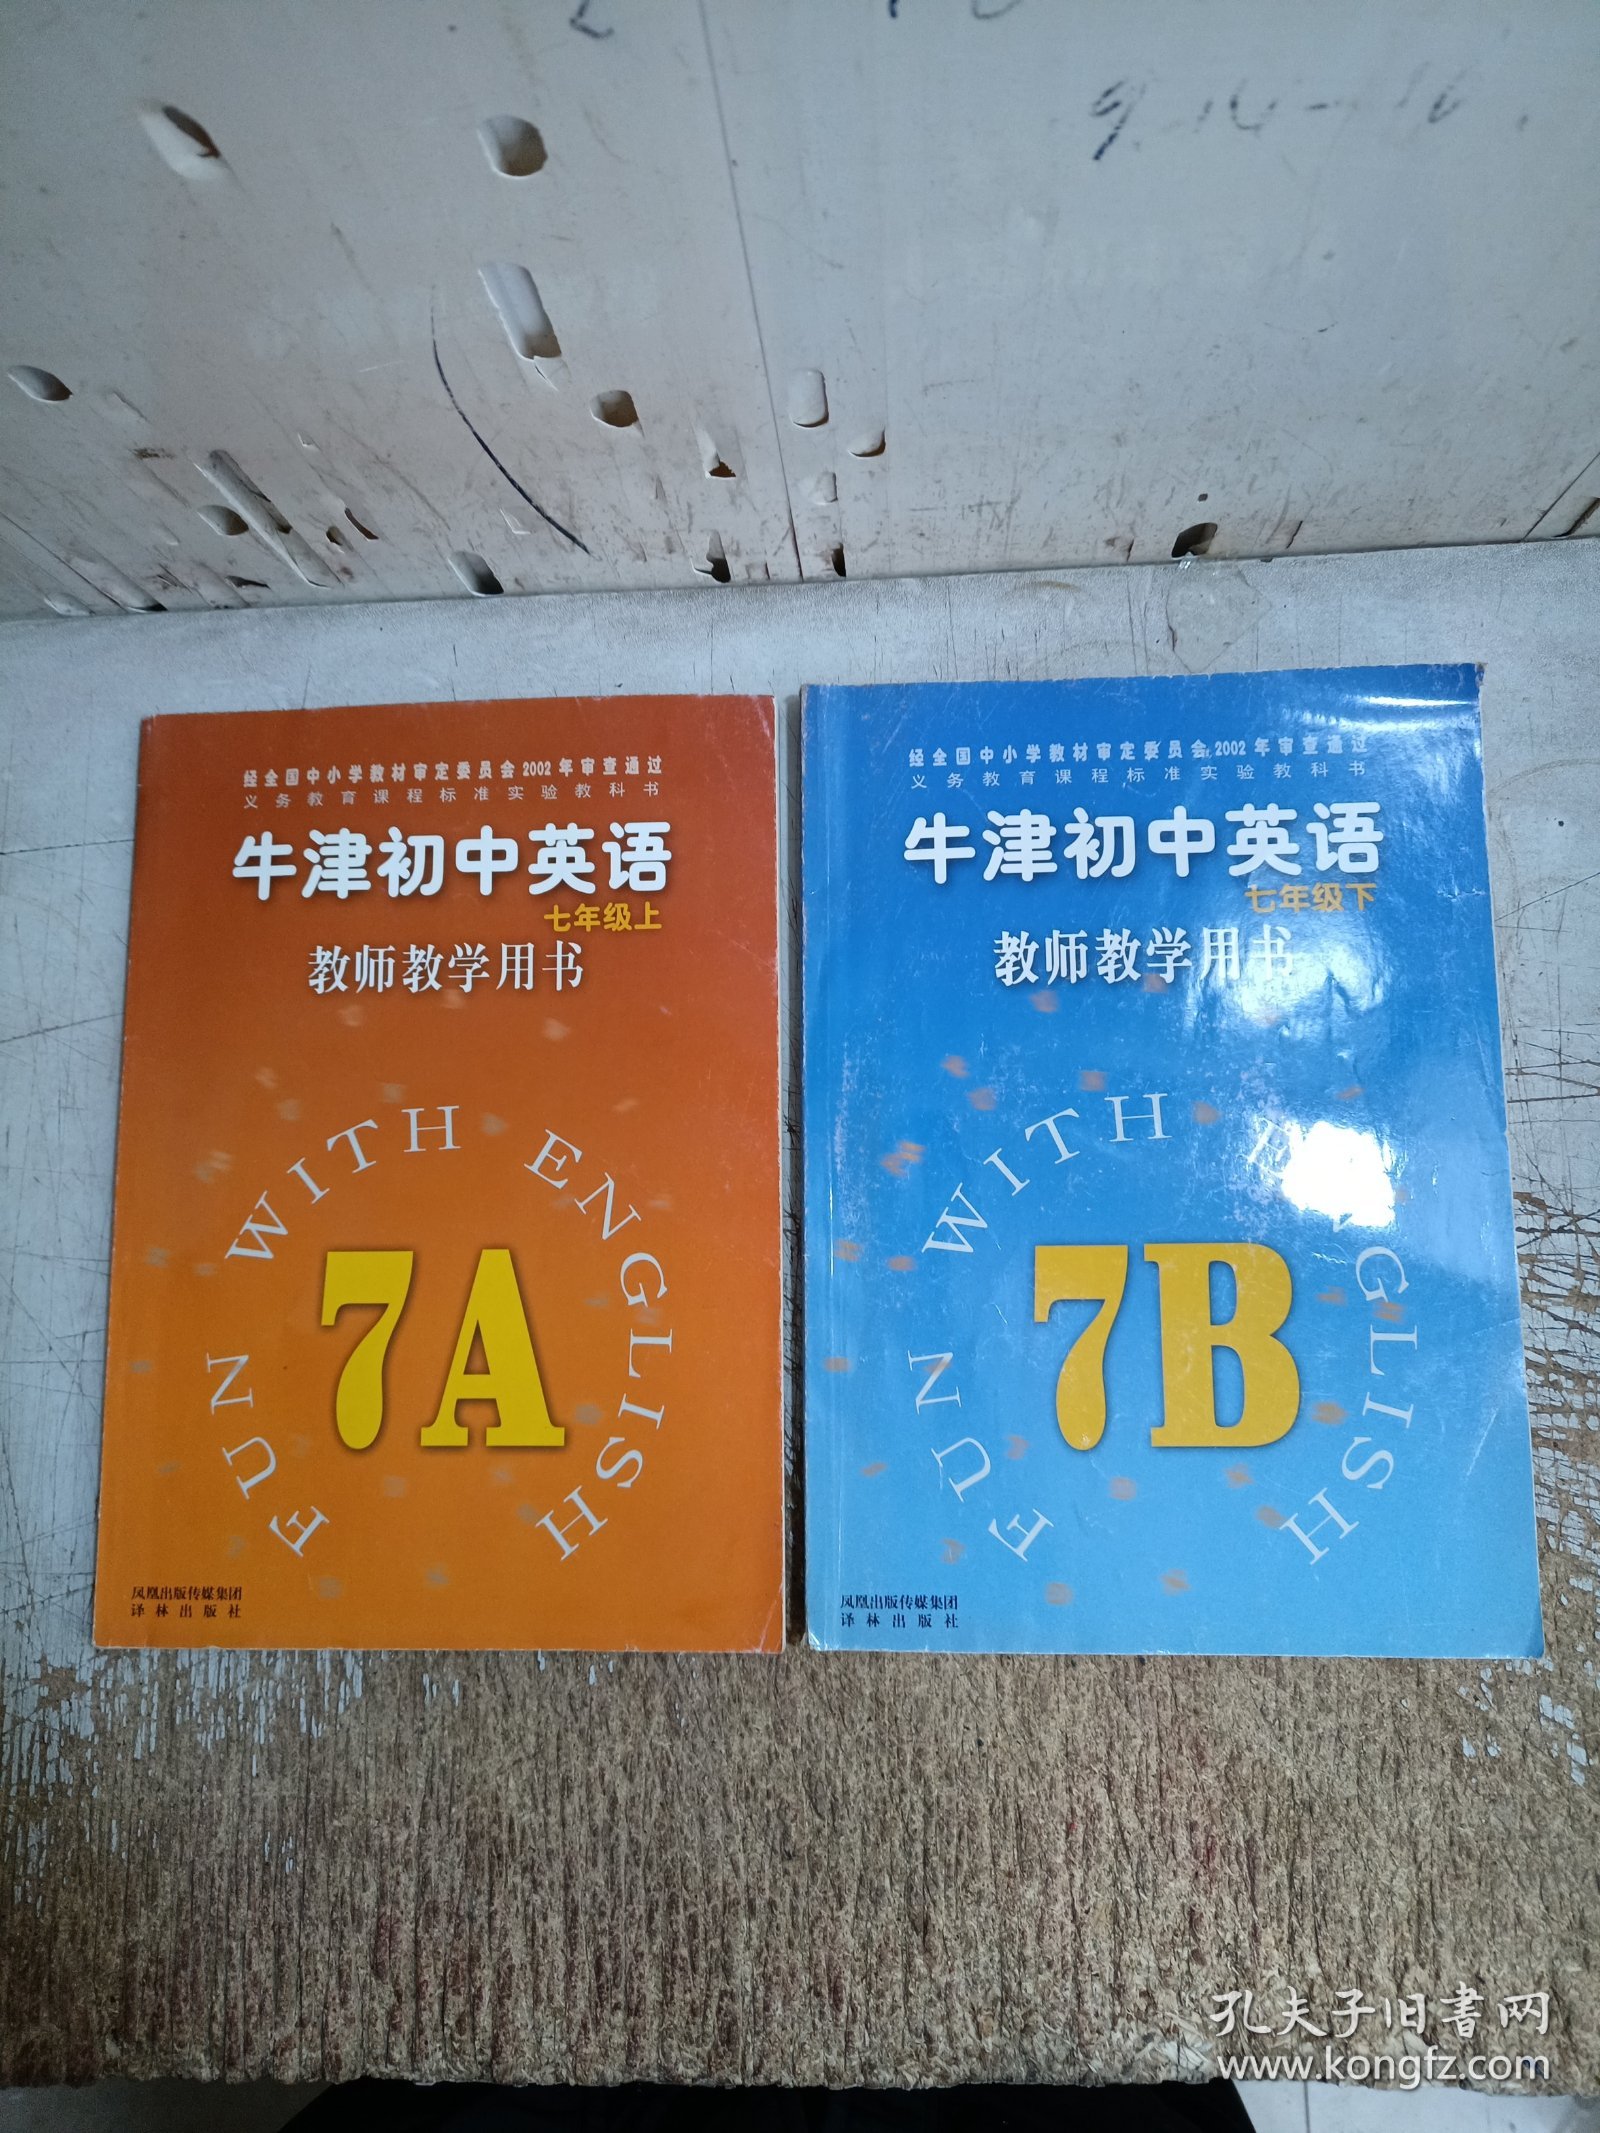 经全国中小学教材审定委员会2002年审查通过
义务教育课程标准实验教科书
牛津初中英语
七年级上
教师教学用书
FUN WITH ENGLISH
7A
凤凰出版传媒集团
译林出版社
经全国中小学教材审定委员会2002年审查通过
义务教育课程标准实验教科书
牛津初中英语
七年级下
教师教学用书
FUN WITH ENGLISH
7B
凤凰出版传媒集团
译林出版社
孔夫子旧书网
www.kongfz.com